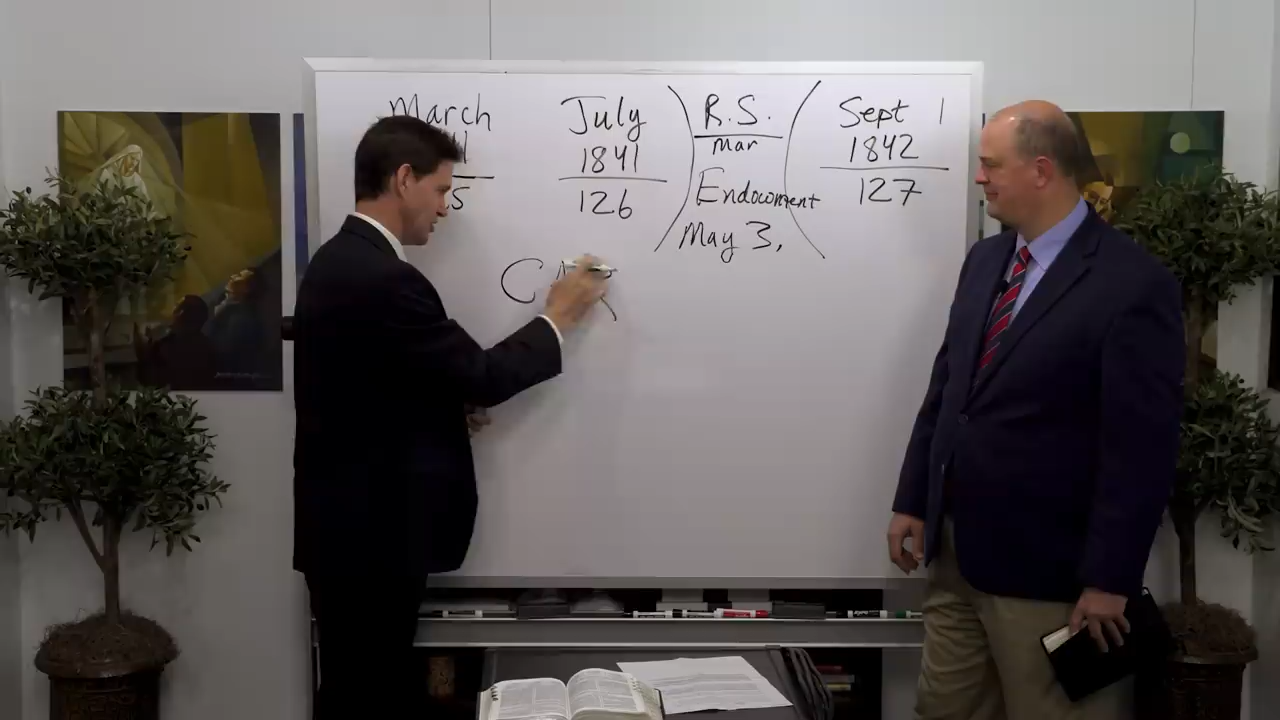 March
July
1841
126
R.S.
Mar
Endowment
May 3,
Sept 1
1842
127
C